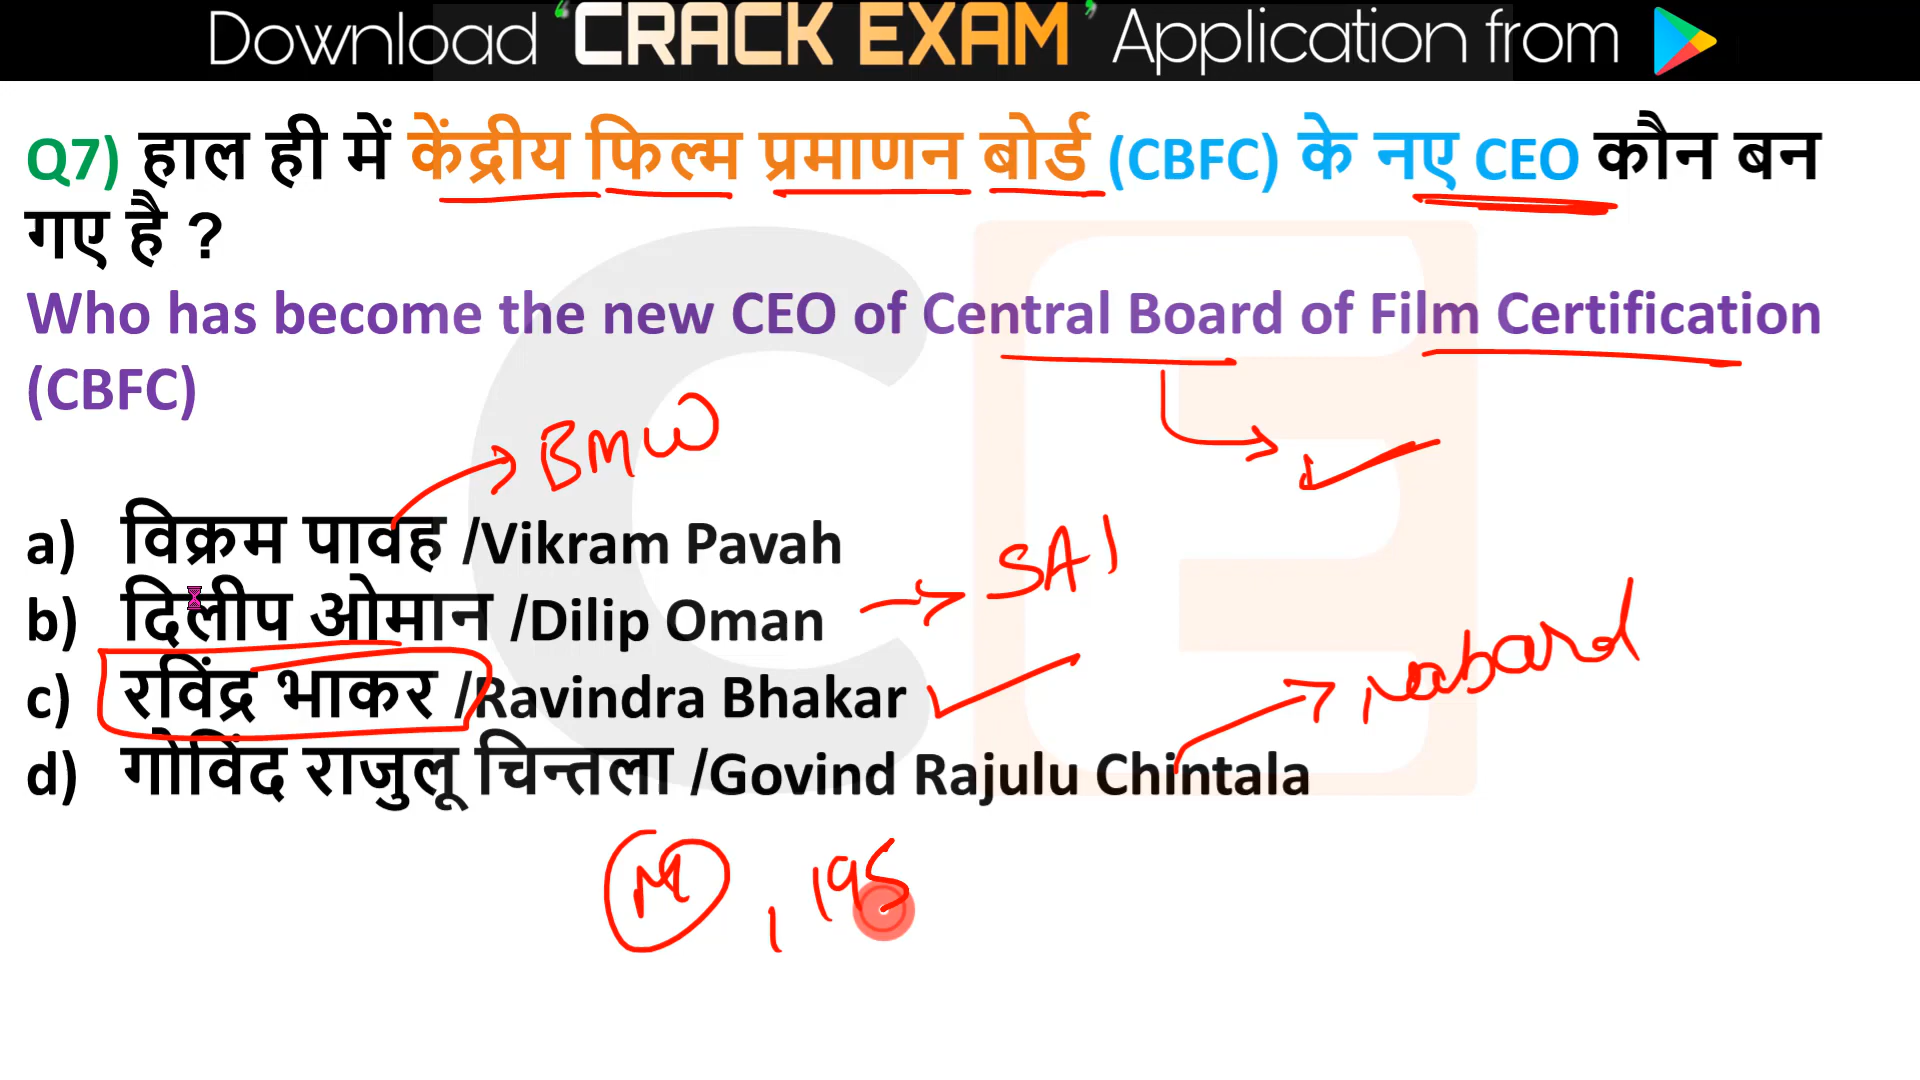 Download 'CRACK EXAM' Application from
Q7) हाल ही में केंद्रीय फिल्म प्रमाणन बोर्ड (CBFC) के नए CEO कौन बन
गए है ?
Who has become the new CEO of Central Board of Film Certification
(CBFC)
BMW
a) विक्रम पावह /Vikram Pavah
SAI
b) दिलीप ओमान /Dilip Oman
c) रविंद्र भाकर /Ravindra Bhakar
Nabard
d) गोविंद राजुलू चिन्तला /Govind Rajulu Chintala
M , 195